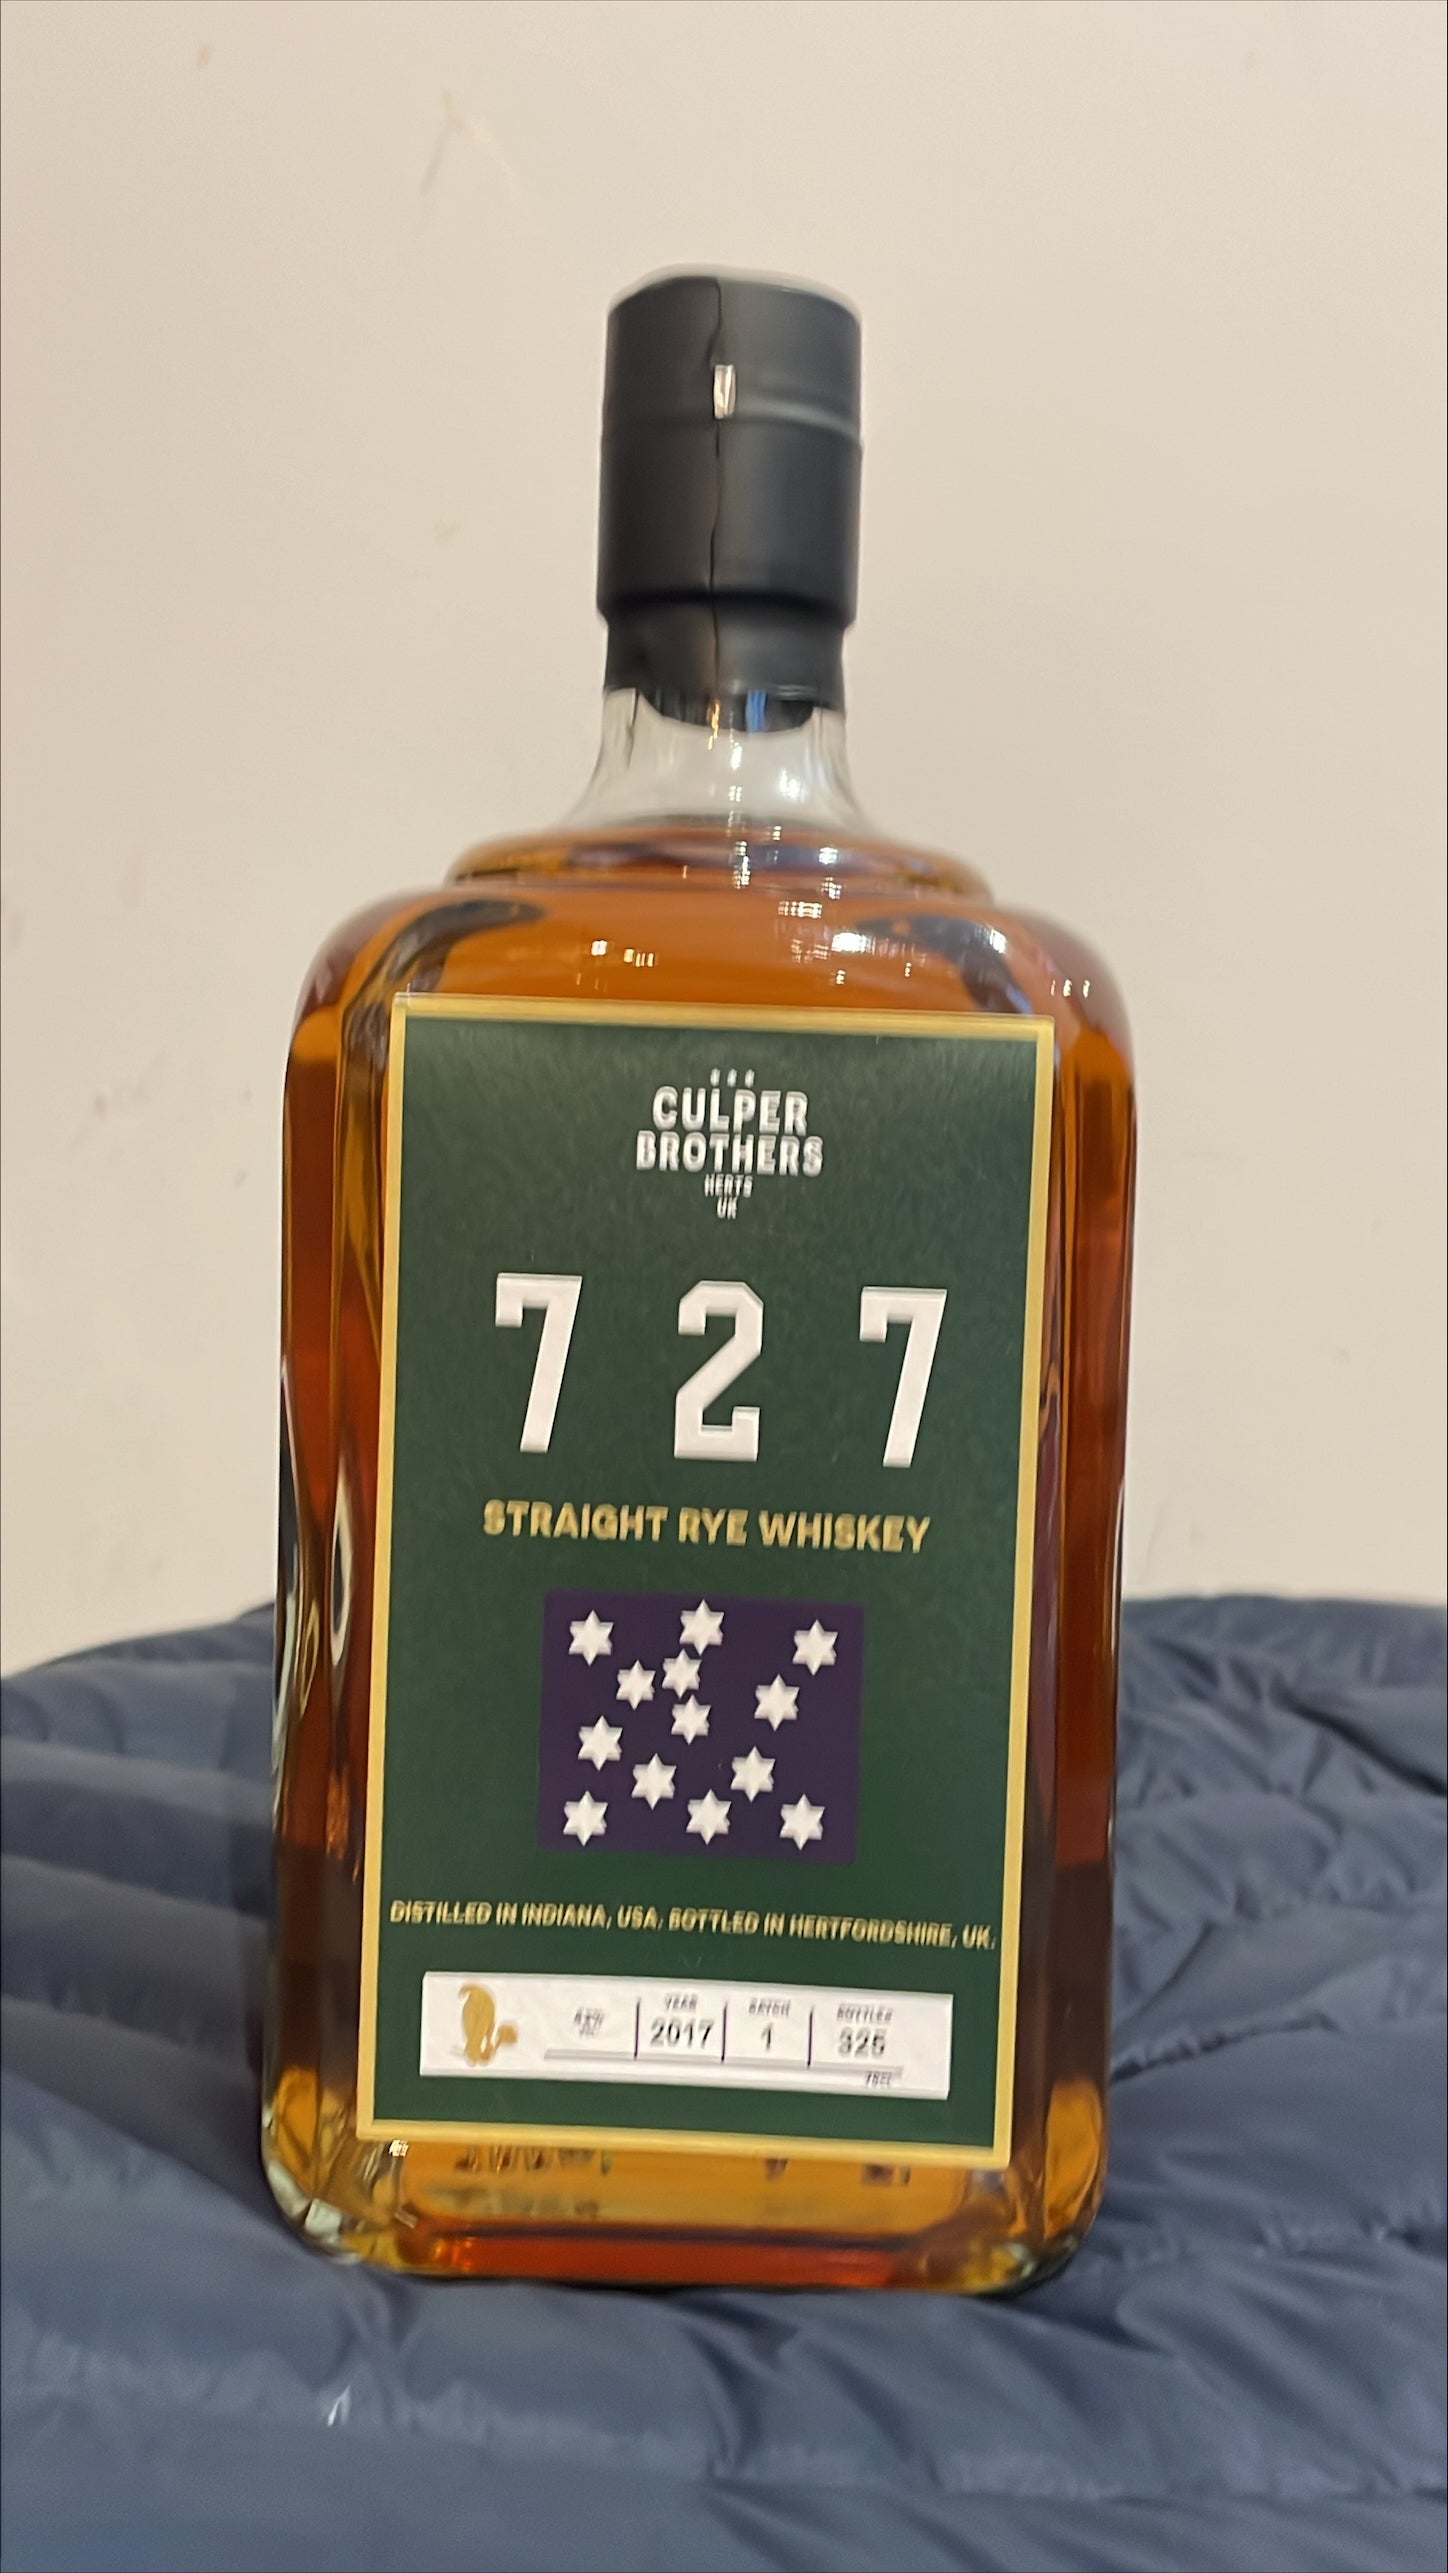 CULPER
BROTHERS
HERTS
UK
7 2 7
STRAIGHT RYE WHISKEY
DISTILLED IN INDIANA, USA. BOTTLED IN HERTFORDSHIRE, UK.
YEAR BATCH BOTTLES
2017 1 325
70CL